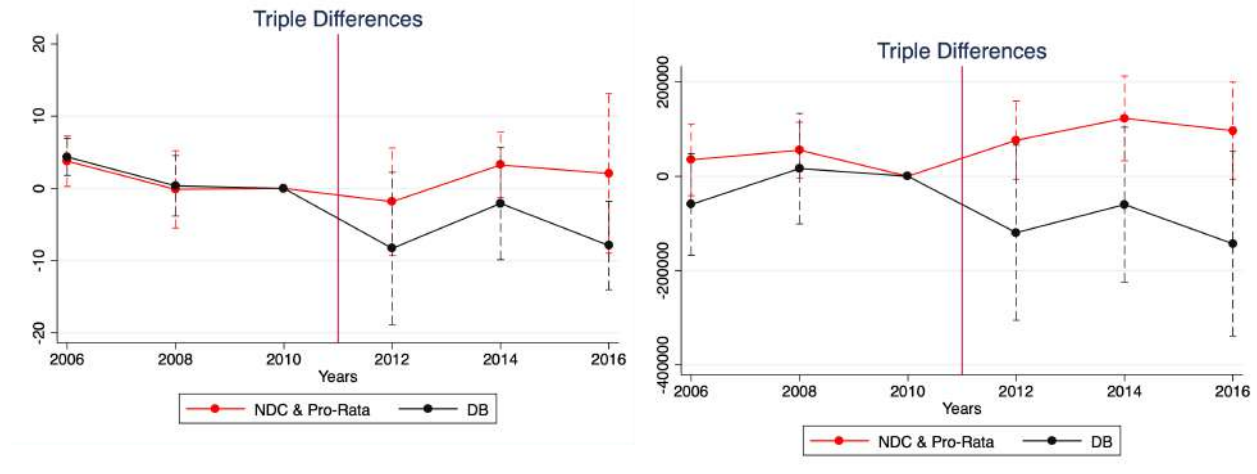 Triple Differences
20
10
0
-10
-20
2006 2008 2010 2012 2014 2016
Years
NDC & Pro-Rata DB
Triple Differences
200000
0
-200000
-400000
2006 2008 2010 2012 2014 2016
Years
NDC & Pro-Rata DB